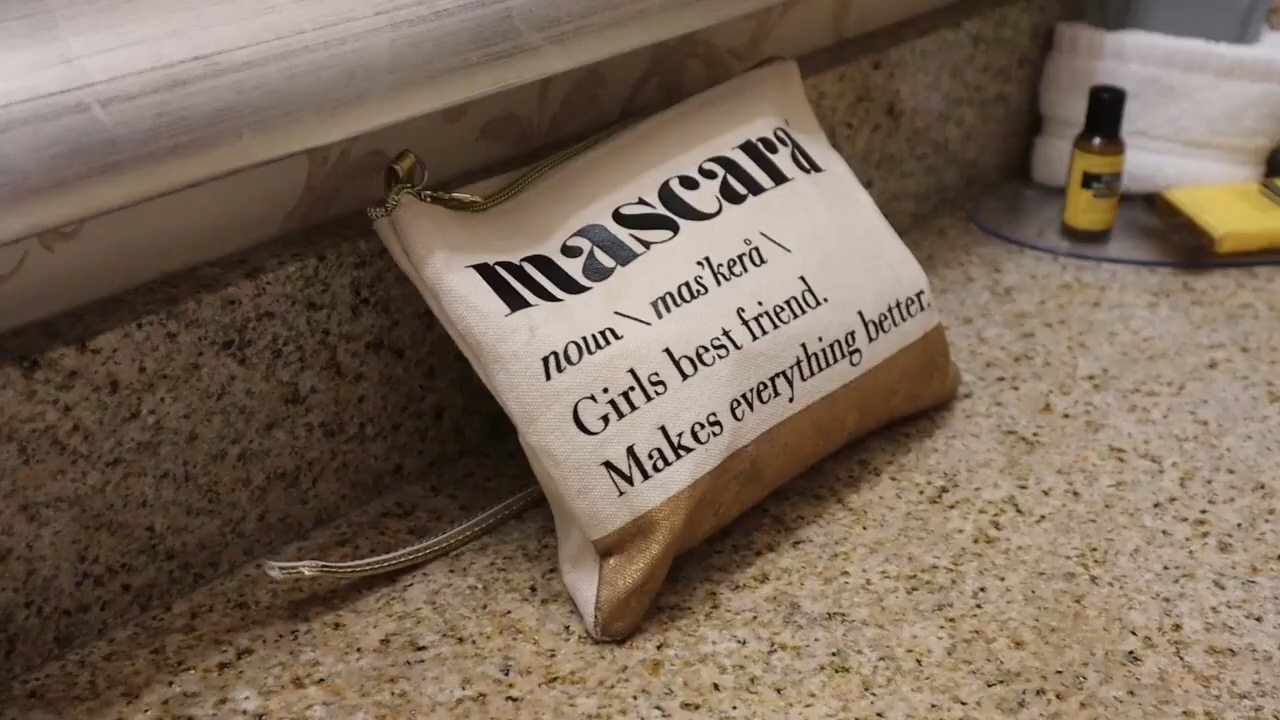 mascara
noun \ mas'kerå \
Girls best friend.
Makes everything better.